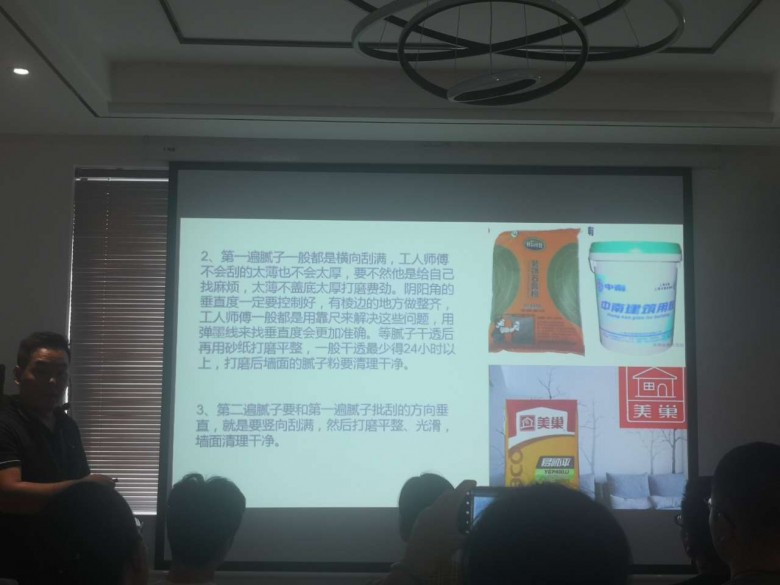 2、第一遍腻子一般都是横向刮满，工人师傅
不会刮的太薄也不会太厚，要不然他是给自己
找麻烦，太薄不盖底太厚打磨费劲。阴阳角的
垂直度一定要控制好，有棱边的地方做整齐，
工人师傅一般都是用靠尺来解决这些问题，用
弹墨线来找垂直度会更加准确。等腻子干透后
再用砂纸打磨平整，一般干透最少得24小时以
上，打磨后墙面的腻子粉要清理干净。
3、第二遍腻子要和第一遍腻子批刮的方向垂
直，就是要竖向刮满，然后打磨平整、光滑，
墙面清理干净。
中南
中南建筑用胶
美巢
美巢
易呱平
YIPAKU